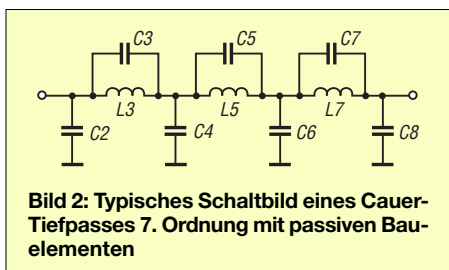 C3 C5 C7
L3 L5 L7
C2 C4 C6 C8
Bild 2: Typisches Schaltbild eines Cauer-
Tiefpasses 7. Ordnung mit passiven Bau-
elementen